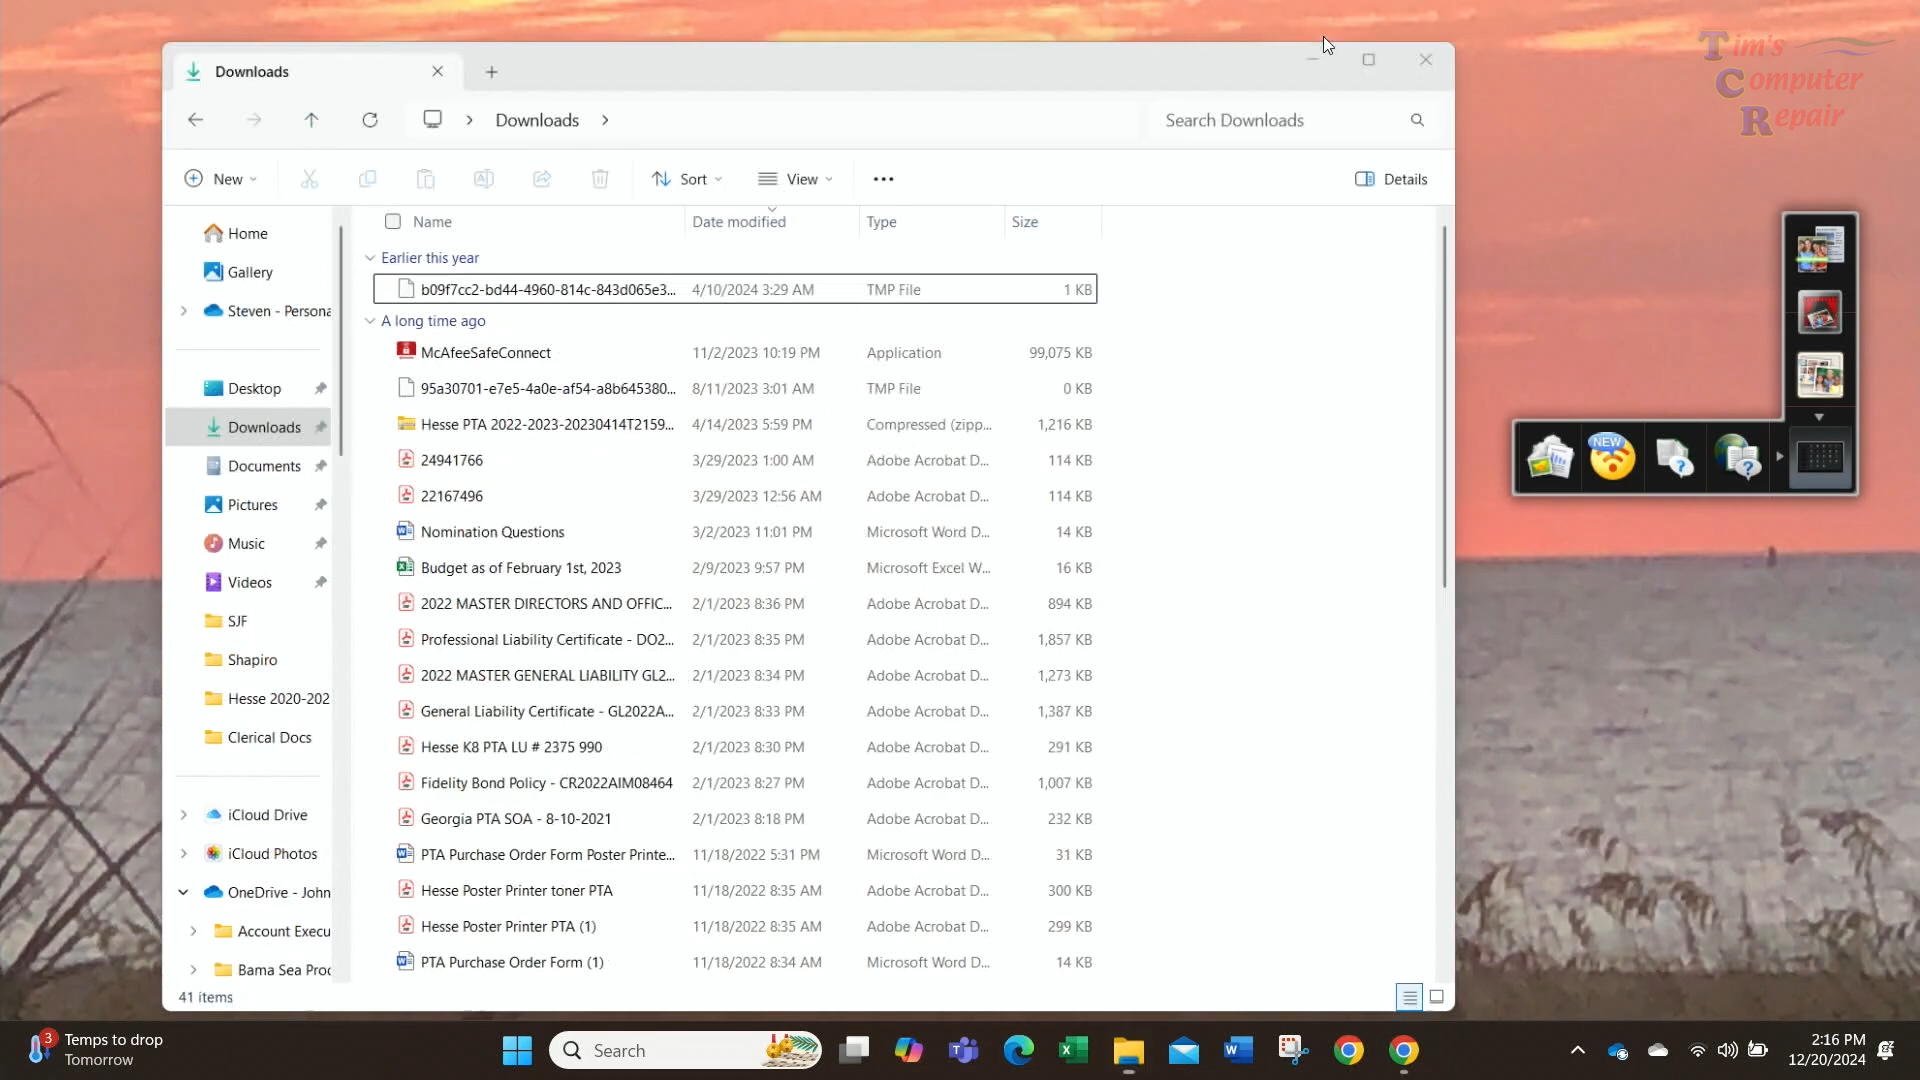 Tim's
Computer
Repair
Downloads
Downloads
Search Downloads
New
Sort
View
Details
Home
Gallery
Steven - Persona
Desktop
Downloads
Documents
Pictures
Music
Videos
SJF
Shapiro
Hesse 2020-202
Clerical Docs
iCloud Drive
iCloud Photos
OneDrive - John
Account Execu
Bama Sea Proc
Name Date modified Type Size
Earlier this year
b09f7cc2-bd44-4960-814c-843d065e3... 4/10/2024 3:29 AM TMP File 1 KB
A long time ago
McAfeeSafeConnect 11/2/2023 10:19 PM Application 99,075 KB
95a30701-e7e5-4a0e-af54-a8b645380... 8/11/2023 3:01 AM TMP File 0 KB
Hesse PTA 2022-2023-20230414T2159... 4/14/2023 5:59 PM Compressed (zipp... 1,216 KB
24941766 3/29/2023 1:00 AM Adobe Acrobat D... 114 KB
22167496 3/29/2023 12:56 AM Adobe Acrobat D... 114 KB
Nomination Questions 3/2/2023 11:01 PM Microsoft Word D... 14 KB
Budget as of February 1st, 2023 2/9/2023 9:57 PM Microsoft Excel W... 16 KB
2022 MASTER DIRECTORS AND OFFIC... 2/1/2023 8:36 PM Adobe Acrobat D... 894 KB
Professional Liability Certificate - DO2... 2/1/2023 8:35 PM Adobe Acrobat D... 1,857 KB
2022 MASTER GENERAL LIABILITY GL2... 2/1/2023 8:34 PM Adobe Acrobat D... 1,273 KB
General Liability Certificate - GL2022A... 2/1/2023 8:33 PM Adobe Acrobat D... 1,387 KB
Hesse K8 PTA LU # 2375 990 2/1/2023 8:30 PM Adobe Acrobat D... 291 KB
Fidelity Bond Policy - CR2022AIM08464 2/1/2023 8:27 PM Adobe Acrobat D... 1,007 KB
Georgia PTA SOA - 8-10-2021 2/1/2023 8:18 PM Adobe Acrobat D... 232 KB
PTA Purchase Order Form Poster Printe... 11/18/2022 5:31 PM Microsoft Word D... 31 KB
Hesse Poster Printer toner PTA 11/18/2022 8:35 AM Adobe Acrobat D... 300 KB
Hesse Poster Printer PTA (1) 11/18/2022 8:35 AM Adobe Acrobat D... 299 KB
PTA Purchase Order Form (1) 11/18/2022 8:34 AM Microsoft Word D... 14 KB
41 items
NEW
3
Temps to drop
Tomorrow
Search
2:16 PM
12/20/2024